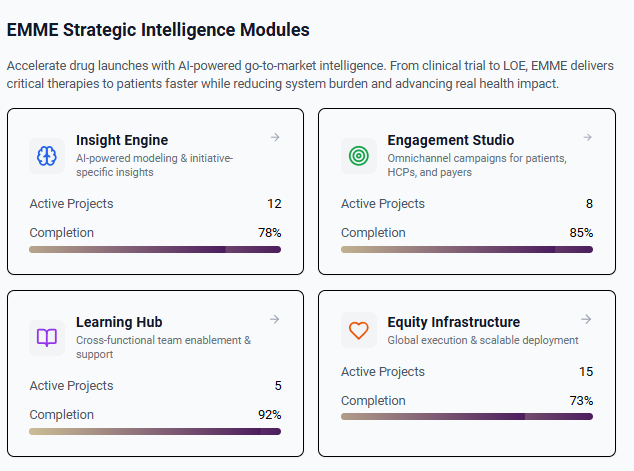 EMME Strategic Intelligence Modules
Accelerate drug launches with AI-powered go-to-market intelligence. From clinical trial to LOE, EMME delivers
critical therapies to patients faster while reducing system burden and advancing real health impact.
Insight Engine
AI-powered modeling & initiative-
specific insights
Active Projects 12
Completion 78%
Engagement Studio
Omnichannel campaigns for patients,
HCPs, and payers
Active Projects 8
Completion 85%
Learning Hub
Cross-functional team enablement &
support
Active Projects 5
Completion 92%
Equity Infrastructure
Global execution & scalable deployment
Active Projects 15
Completion 73%